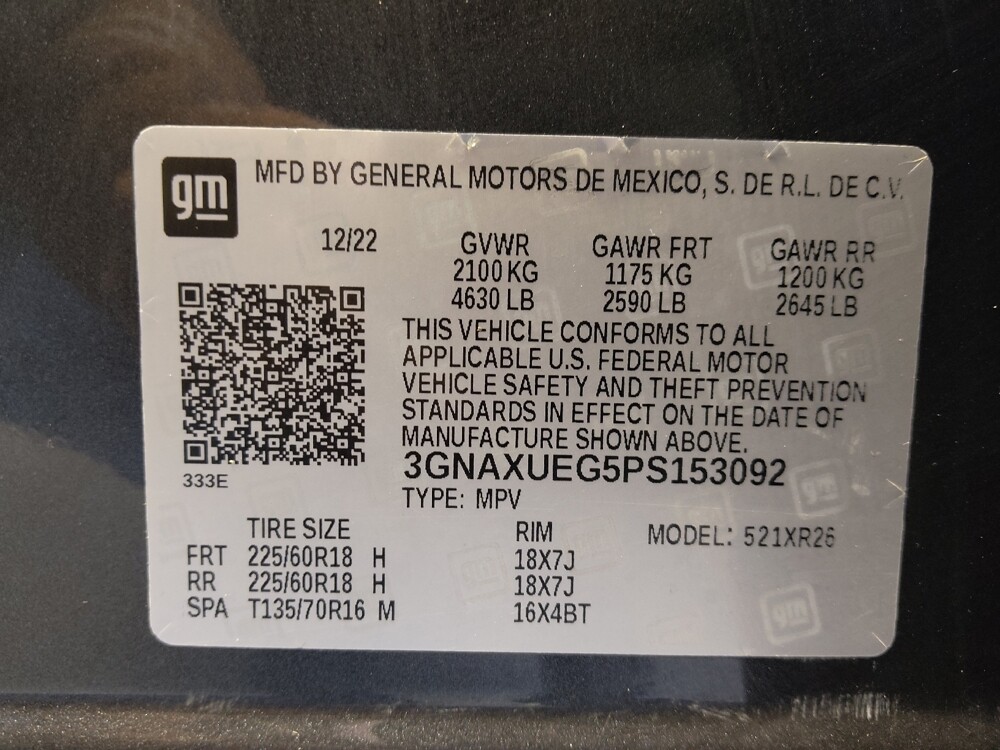 gm
MFD BY GENERAL MOTORS DE MEXICO, S. DE R.L. DE C.V.
12/22 GVWR GAWR FRT GAWR RR
2100 KG 1175 KG 1200 KG
4630 LB 2590 LB 2645 LB
THIS VEHICLE CONFORMS TO ALL
APPLICABLE U.S. FEDERAL MOTOR
VEHICLE SAFETY AND THEFT PREVENTION
STANDARDS IN EFFECT ON THE DATE OF
MANUFACTURE SHOWN ABOVE.
3GNAXUEG5PS153092
333E
TYPE: MPV
TIRE SIZE RIM MODEL: 521XR26
FRT 225/60R18 H 18X7J
RR 225/60R18 H 18X7J
SPA T135/70R16 M 16X4BT